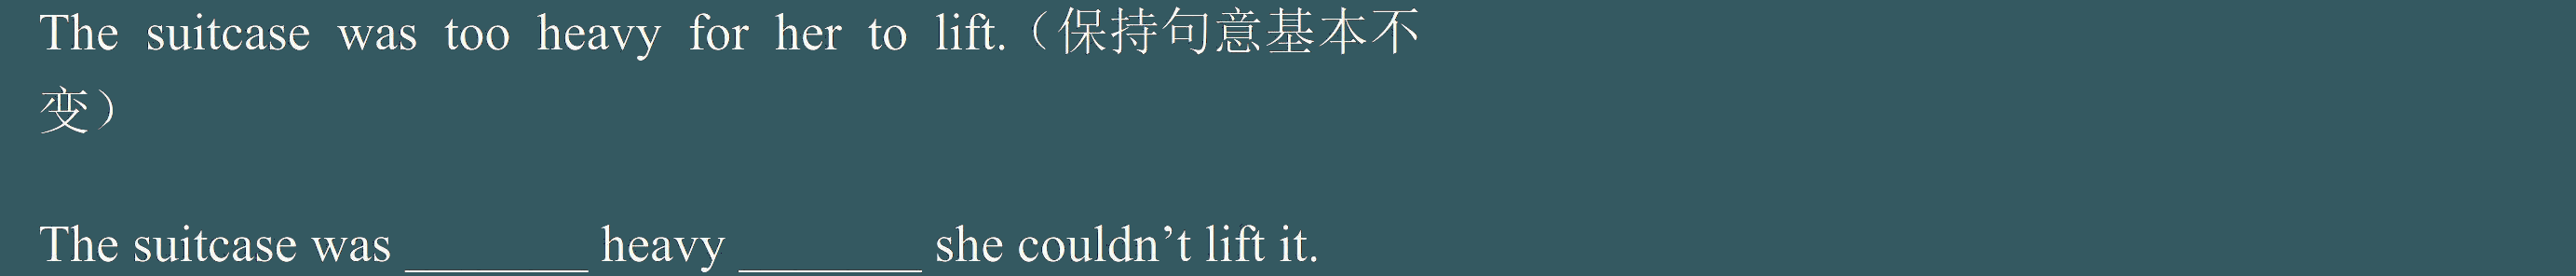 The suitcase was too heavy for her to lift.（保持句意基本不
变）
The suitcase was ________ heavy ________ she couldn’t lift it.